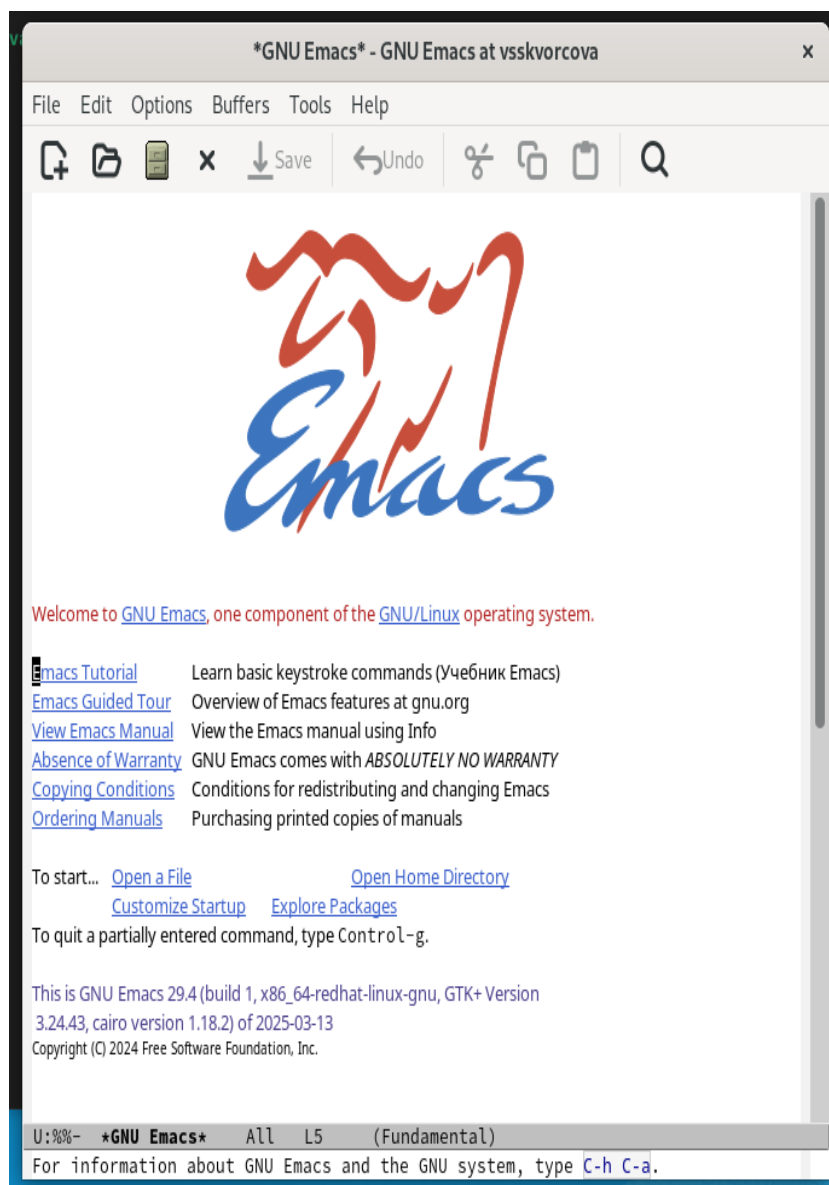 va
*GNU Emacs* - GNU Emacs at vsskvorcova
File Edit Options Buffers Tools Help
Save Undo
Emacs
Welcome to GNU Emacs, one component of the GNU/Linux operating system.
Emacs Tutorial Learn basic keystroke commands (Учебник Emacs)
Emacs Guided Tour Overview of Emacs features at gnu.org
View Emacs Manual View the Emacs manual using Info
Absence of Warranty GNU Emacs comes with ABSOLUTELY NO WARRANTY
Copying Conditions Conditions for redistributing and changing Emacs
Ordering Manuals Purchasing printed copies of manuals
To start... Open a File Open Home Directory
Customize Startup Explore Packages
To quit a partially entered command, type Control-g.
This is GNU Emacs 29.4 (build 1, x86_64-redhat-linux-gnu, GTK+ Version
3.24.43, cairo version 1.18.2) of 2025-03-13
Copyright (C) 2024 Free Software Foundation, Inc.
U:%%- *GNU Emacs* All L5 (Fundamental)
For information about GNU Emacs and the GNU system, type C-h C-a.